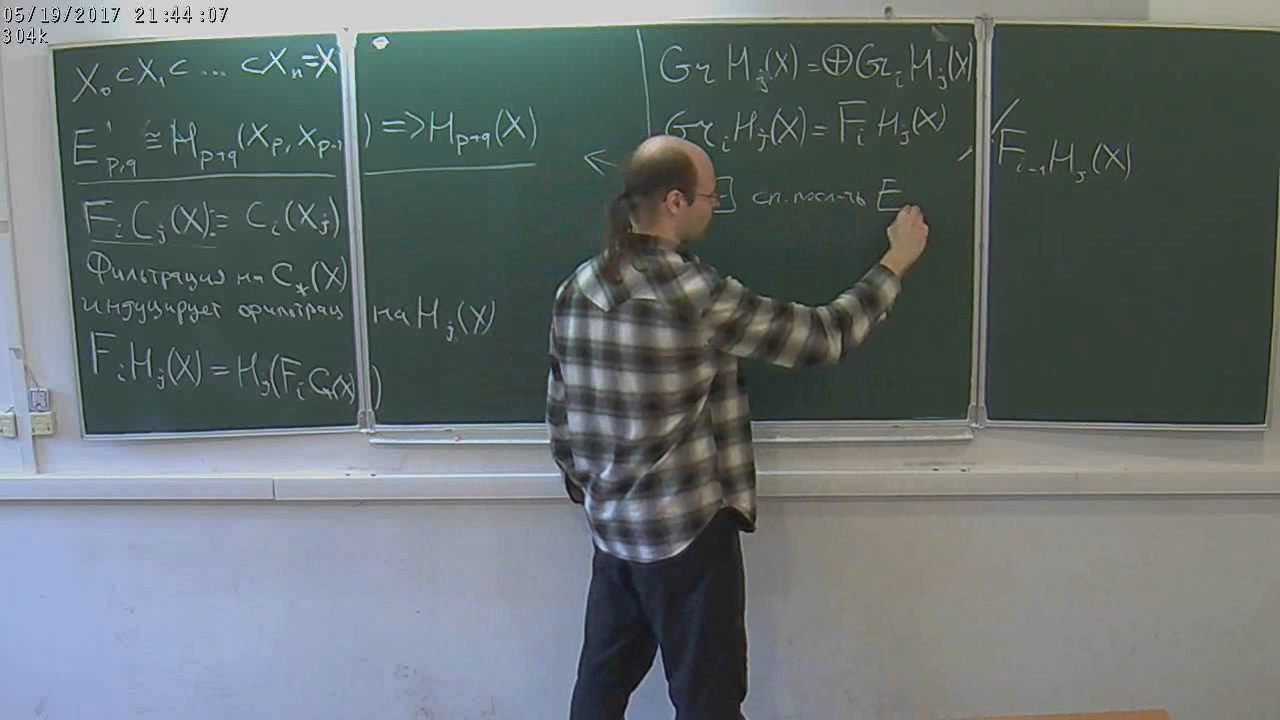 05/19/2017 21:44:07
304k
X₀ ⊂ X₁ ⊂ ... ⊂ Xₙ = X
E¹_{p,q} ≅ H_{p+q}(X_p, X_{p-1}) => H_{p+q}(X)
F_i C_j(X) = C_i(X_j)
Фильтрация на C_*(X)
индуцирует фильтрац на H_j(X)
F_i H_j(X) = H_j(F_i C_*(X))
Gr H_j(X) = ⊕ Gr_i H_j(X)
Gr_i H_j(X) = F_i H_j(X) / F_{i-1} H_j(X)
сп. посл-ть E